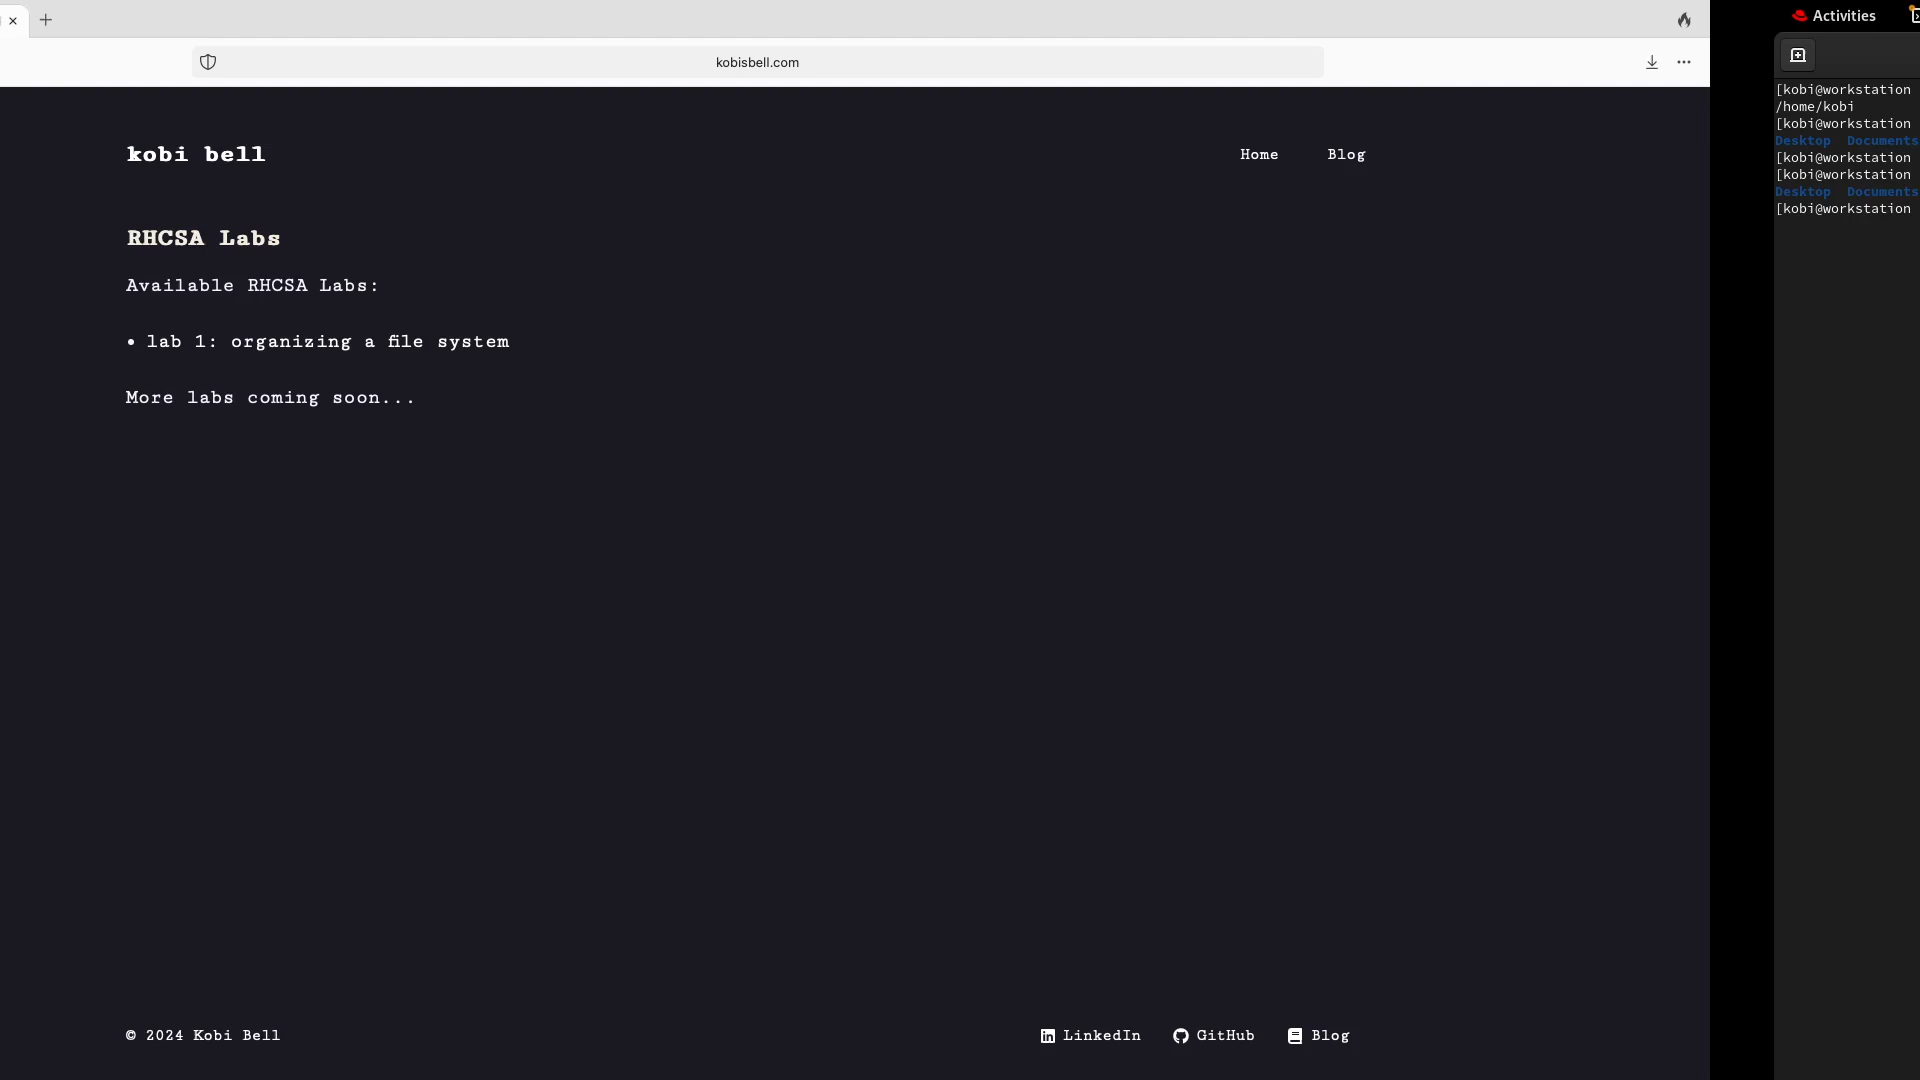 kobisbell.com
kobi bell
Home
Blog
RHCSA Labs
Available RHCSA Labs:
• lab 1: organizing a file system
More labs coming soon...
© 2024 Kobi Bell
LinkedIn
GitHub
Blog
Activities
[kobi@workstation
/home/kobi
[kobi@workstation
Desktop Documents
[kobi@workstation
[kobi@workstation
Desktop Documents
[kobi@workstation